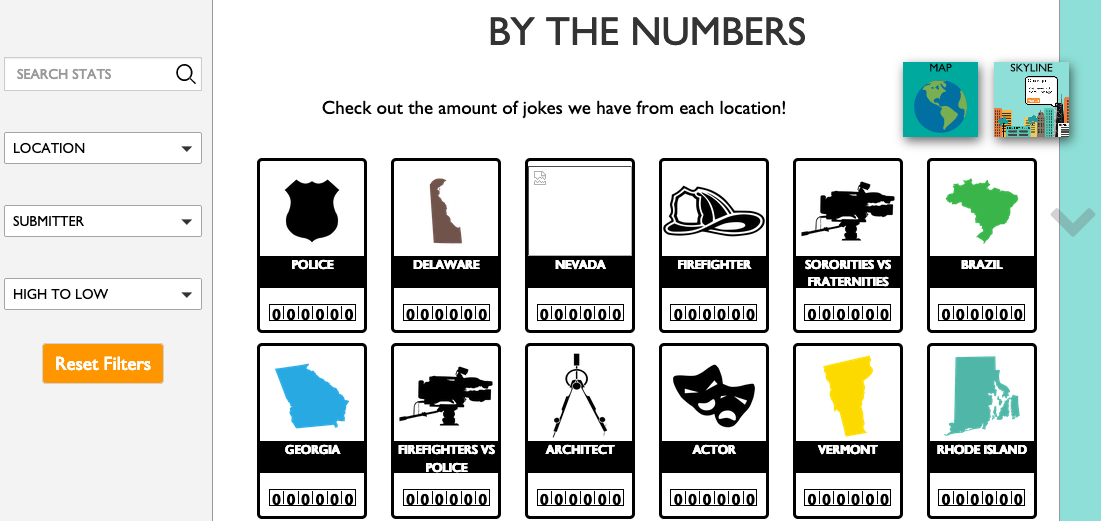 BY THE NUMBERS
SEARCH STATS
MAP
SKYLINE
Check out the amount of jokes we have from each location!
LOCATION
SUBMITTER
HIGH TO LOW
Reset Filters
POLICE
000000
DELAWARE
000000
NEVADA
000000
FIREFIGHTER
000000
SORORITIES VS
FRATERNITIES
000000
BRAZIL
000000
GEORGIA
000000
FIREFIGHTERS VS
POLICE
000000
ARCHITECT
000000
ACTOR
000000
VERMONT
000000
RHODE ISLAND
000000